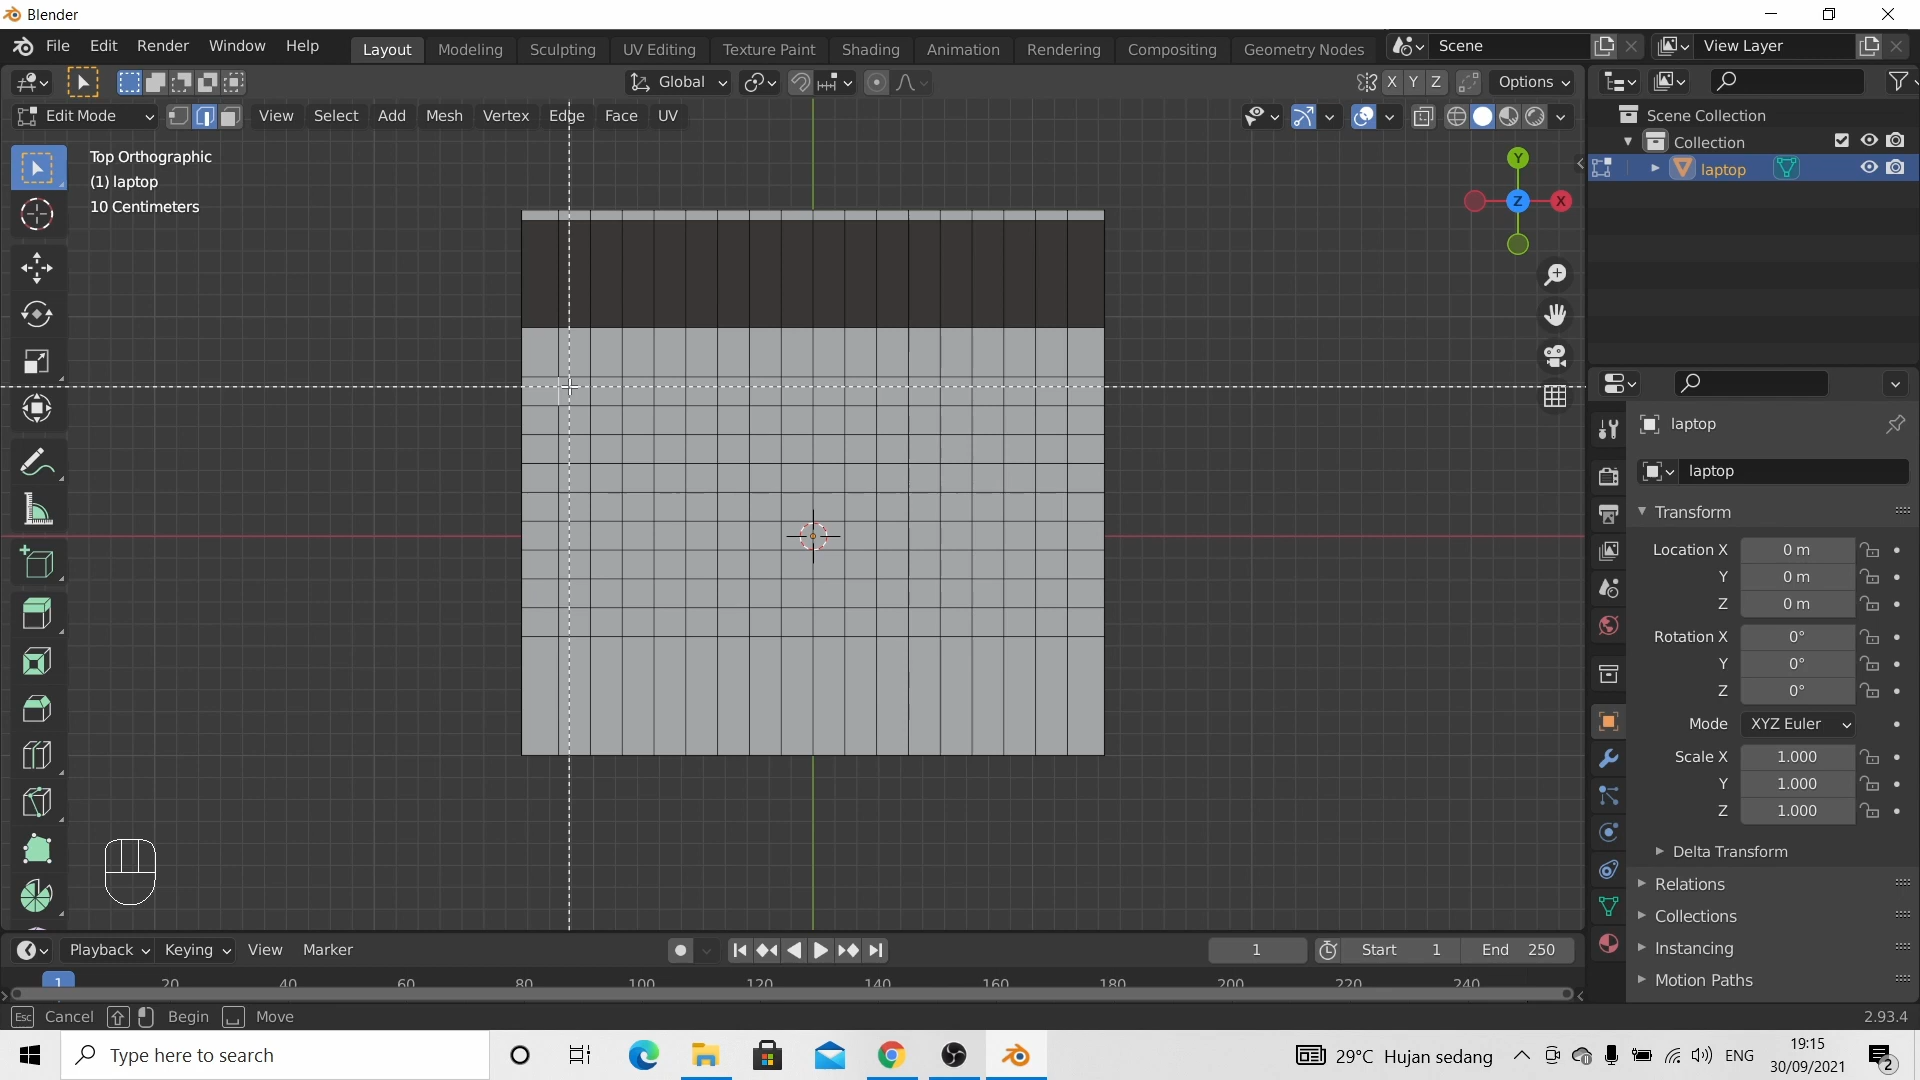 Blender
File Edit Render Window Help Layout Modeling Sculpting UV Editing Texture Paint Shading Animation Rendering Compositing Geometry Nodes Scene View Layer
Global X Y Z Options
Edit Mode View Select Add Mesh Vertex Edge Face UV
Top Orthographic
(1) laptop
10 Centimeters
Y
Z
X
Scene Collection
Collection
laptop
laptop
laptop
Transform
Location X 0 m
Y 0 m
Z 0 m
Rotation X 0°
Y 0°
Z 0°
Mode XYZ Euler
Scale X 1.000
Y 1.000
Z 1.000
Delta Transform
Relations
Collections
Instancing
Motion Paths
Playback Keying View Marker 1 Start 1 End 250
1 20 40 60 80 100 120 140 160 180 200 220 240
Esc Cancel Begin Move 2.93.4
Type here to search
29°C Hujan sedang ENG
19:15
30/09/2021
2